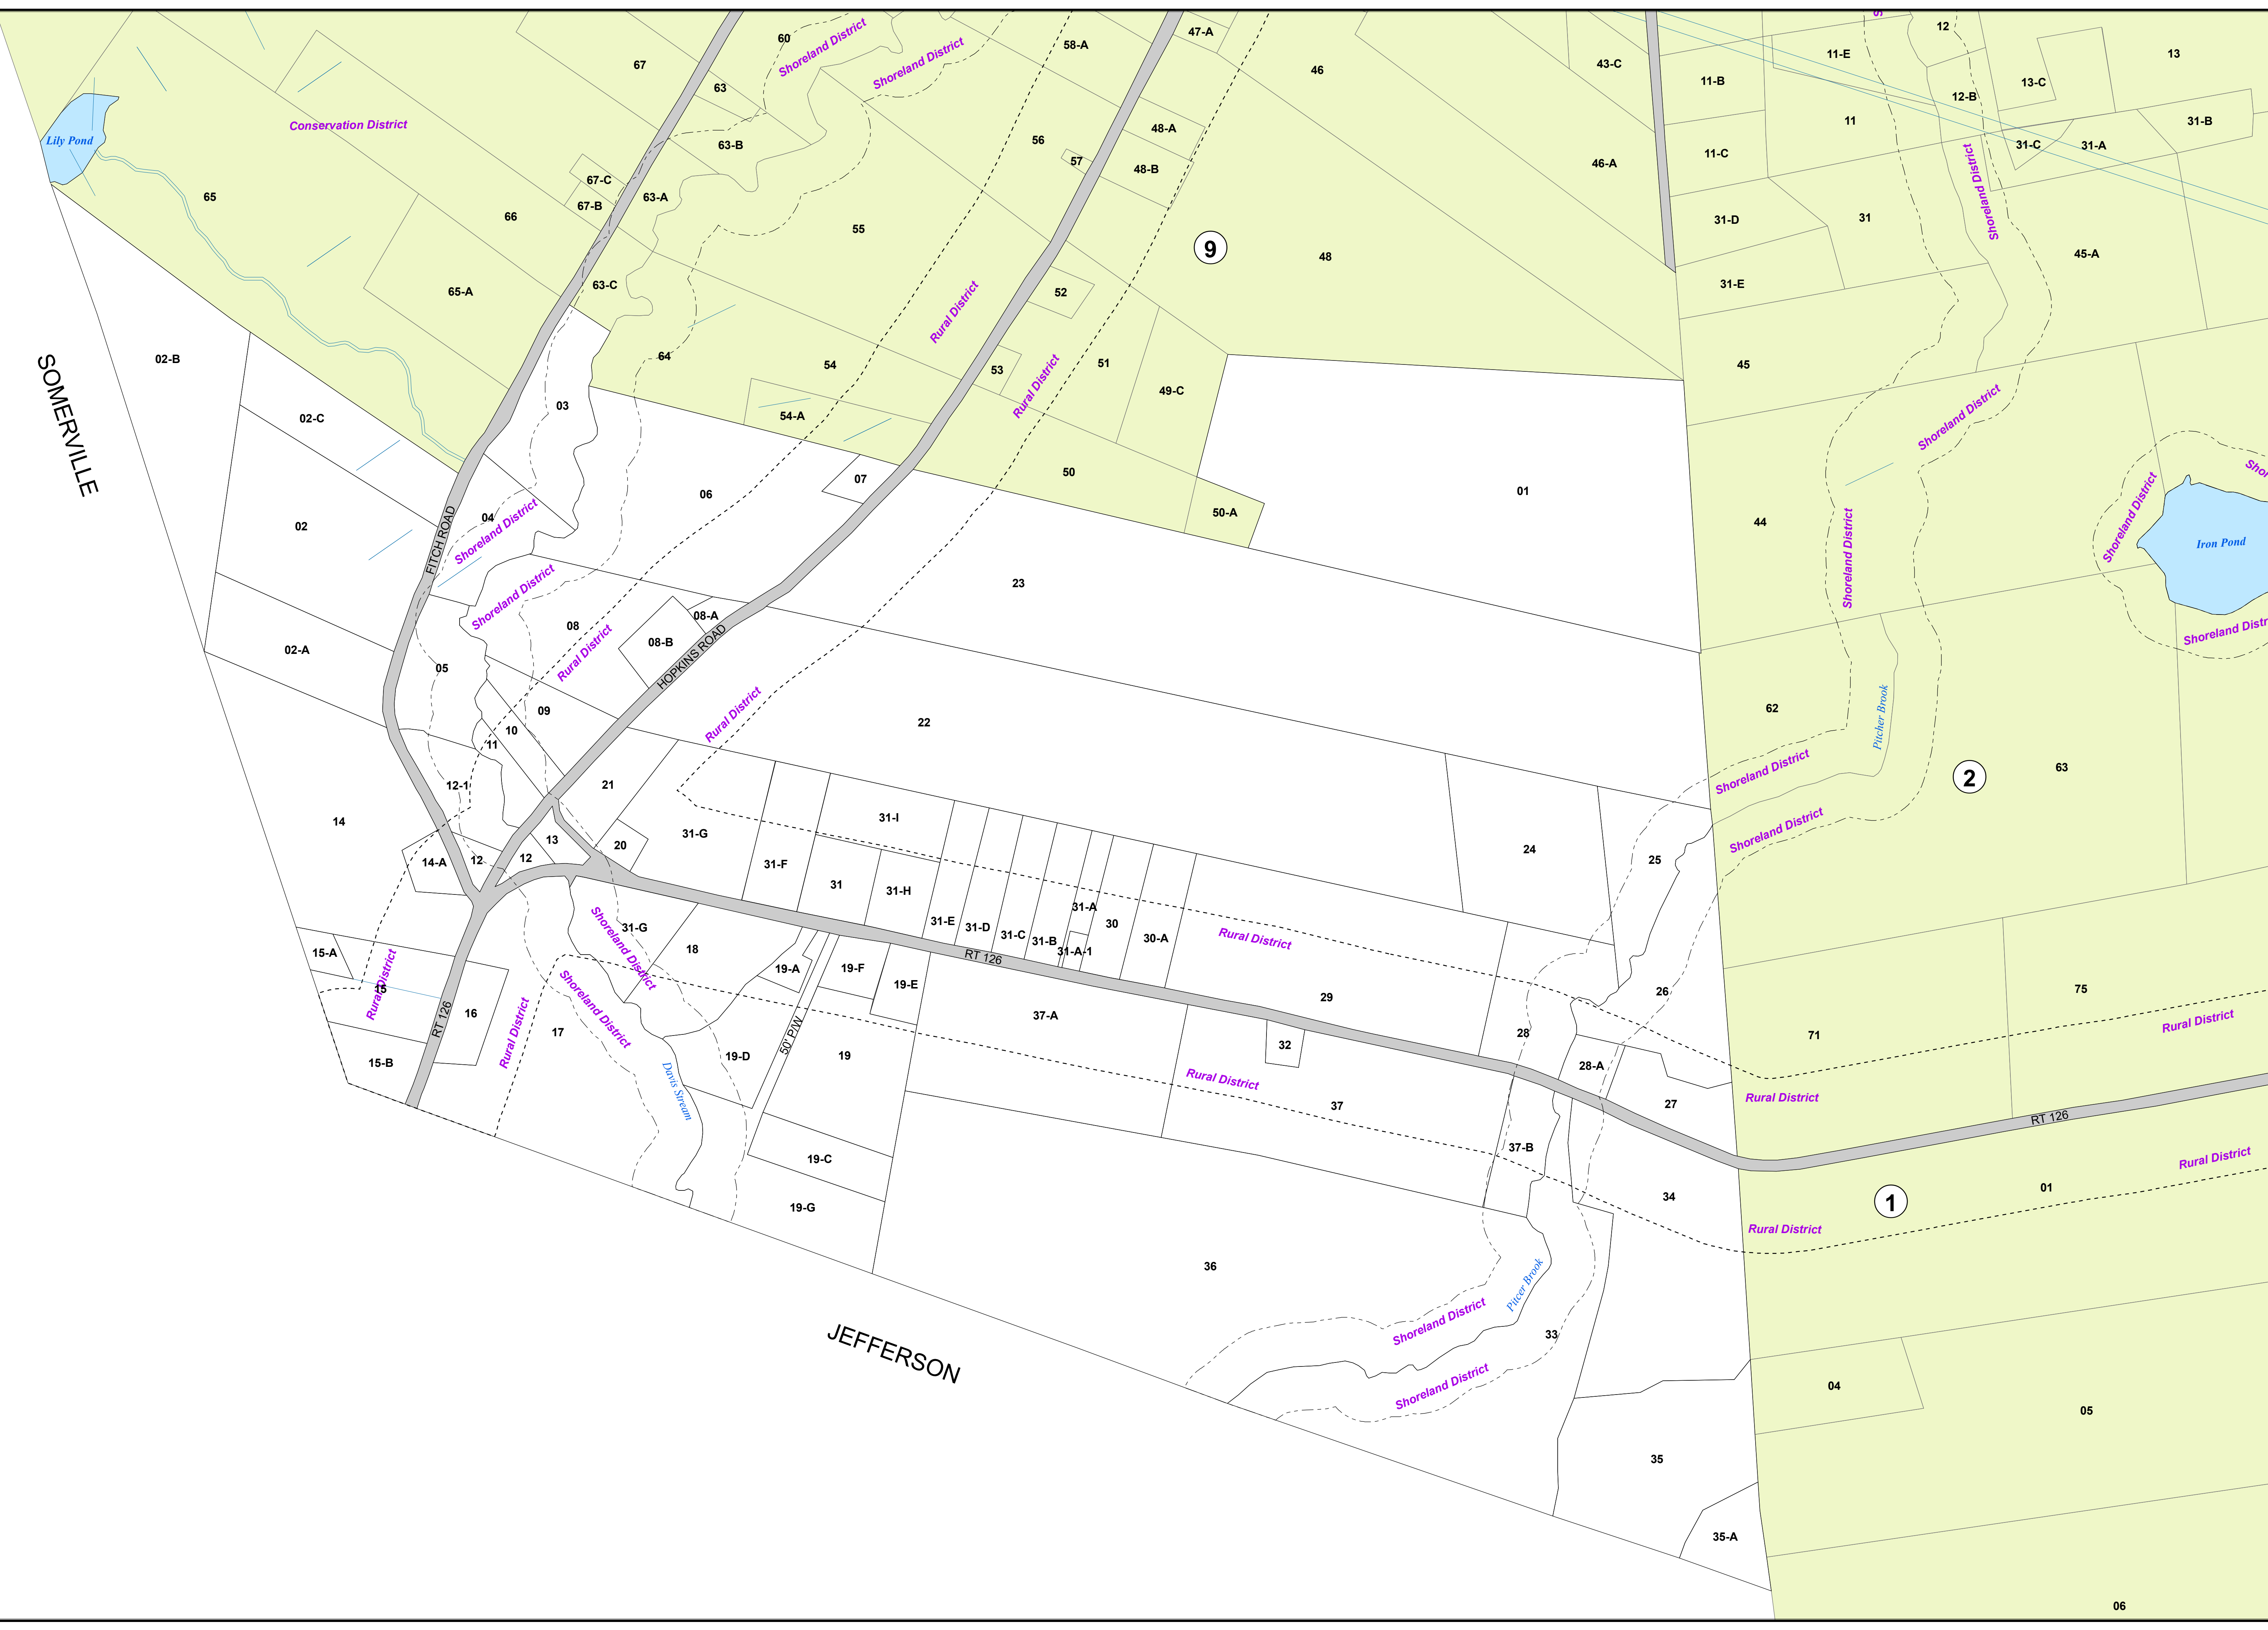 60
Shoreland District
Shoreland District
67
63
58-A
47-A
46
43-C
11-B
11-E
12
13
13-C
12-B
Conservation District
Lily Pond
63-B
56
57
48-A
48-B
46-A
11-C
11
31-B
31-C
31-A
Shoreland District
65
66
67-C
67-B
63-A
55
9
48
31-D
31
45-A
65-A
63-C
Rural District
52
31-E
02-B
64
54
53
51
Rural District
49-C
45
SOMERVILLE
02-C
03
54-A
Shoreland District
06
07
50
50-A
01
44
Shoreland District
Shoreland District
Iron Pond
Shoreland Distr
Shor
02
04
FITCH ROAD
Shoreland District
Shoreland District
08
08-A
08-B
HOPKINS ROAD
Rural District
23
02-A
05
09
10
11
Rural District
22
62
Pitcher Brook
Shoreland District
Shoreland District
2
63
12-1
21
14
31-G
31-I
13
20
14-A
12
12
31-F
31
31-H
24
25
31-G
Shoreland District
18
31-E
31-D
31-C
31-B
31-A
31-A-1
30
30-A
RT 126
Rural District
15-A
15
Rural District
16
RT 126
15-B
Rural District
17
Shoreland District
19-A
19-F
19-E
50' P/W
19-D
19
Davis Stream
37-A
29
26
28
75
Rural District
71
32
28-A
Rural District
37
27
Rural District
RT 126
37-B
19-C
19-G
34
1
01
Rural District
Rural District
36
Pitcer Brook
Shoreland District
Shoreland District
33
JEFFERSON
04
05
35
35-A
06